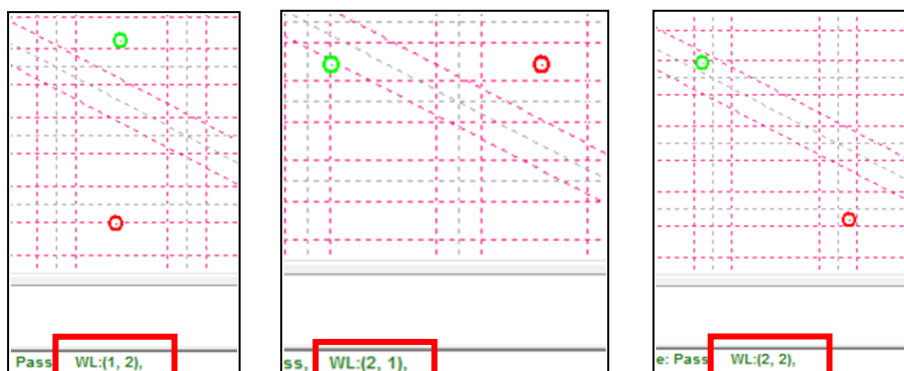 Pass WL:(1, 2),
ss, WL:(2, 1),
e: Pass WL:(2, 2),